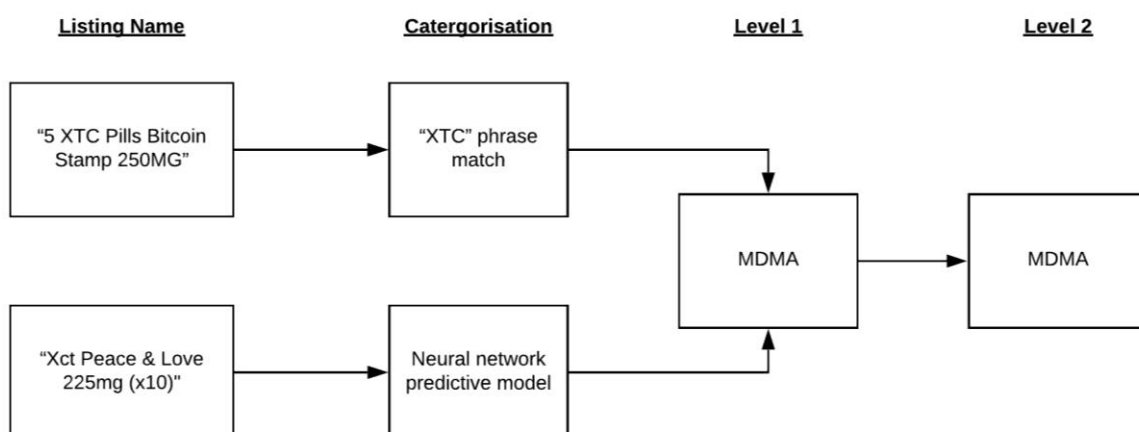 Listing Name
Catergorisation
Level 1
Level 2
“5 XTC Pills Bitcoin
Stamp 250MG”
“XTC” phrase
match
MDMA
MDMA
“Xct Peace & Love
225mg (x10)"
Neural network
predictive model